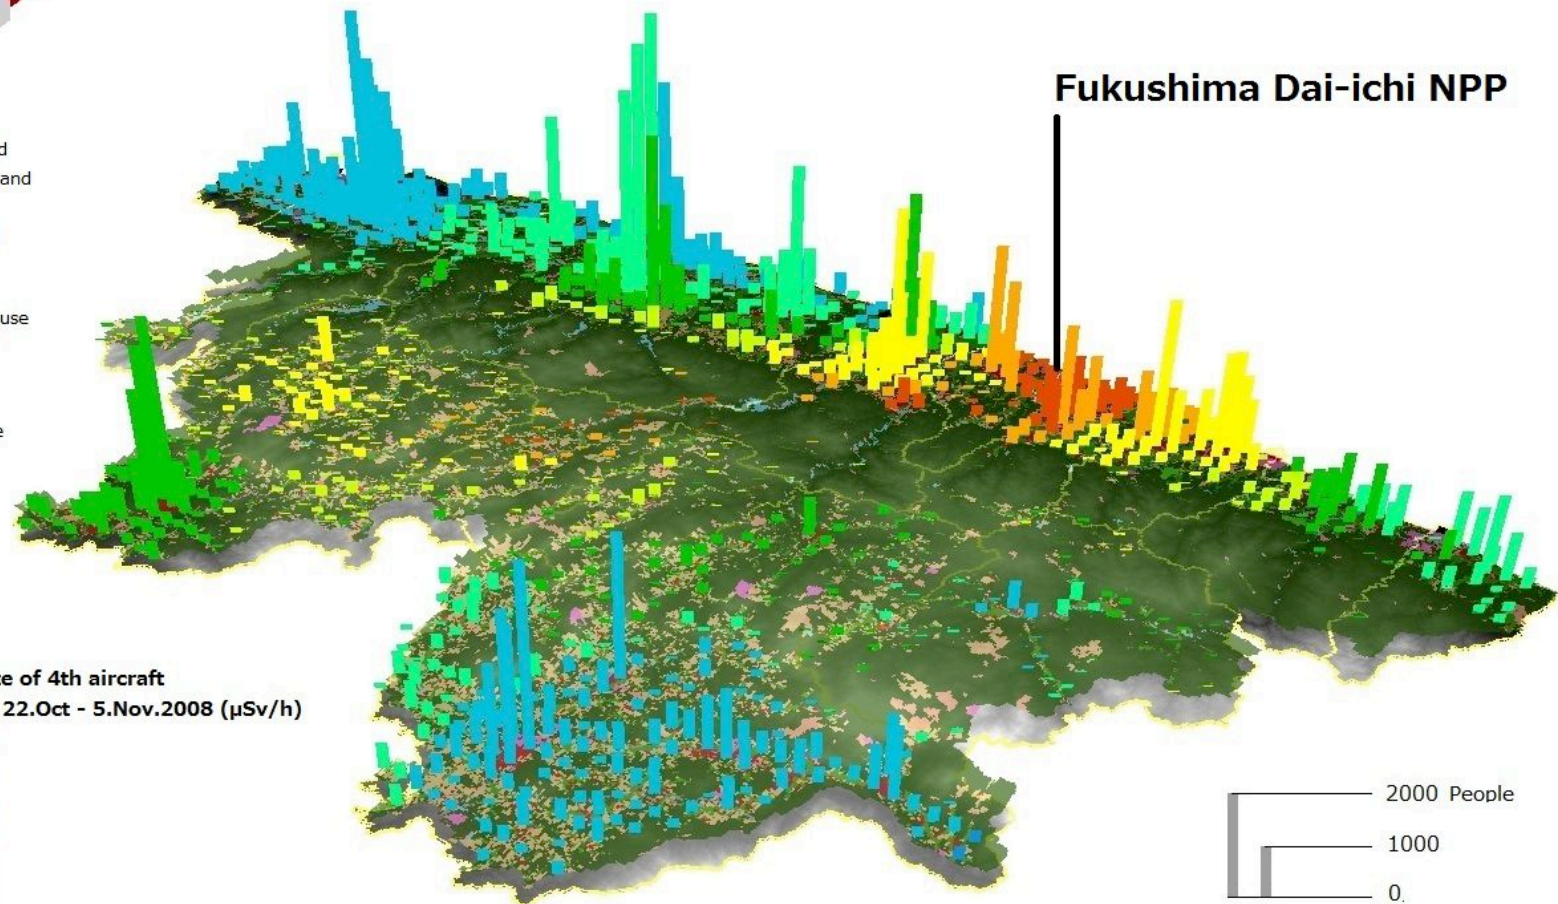 and
use
Fukushima Dai-ichi NPP
of 4th aircraft
22.Oct - 5.Nov.2008 (μSv/h)
2000 People
1000
0